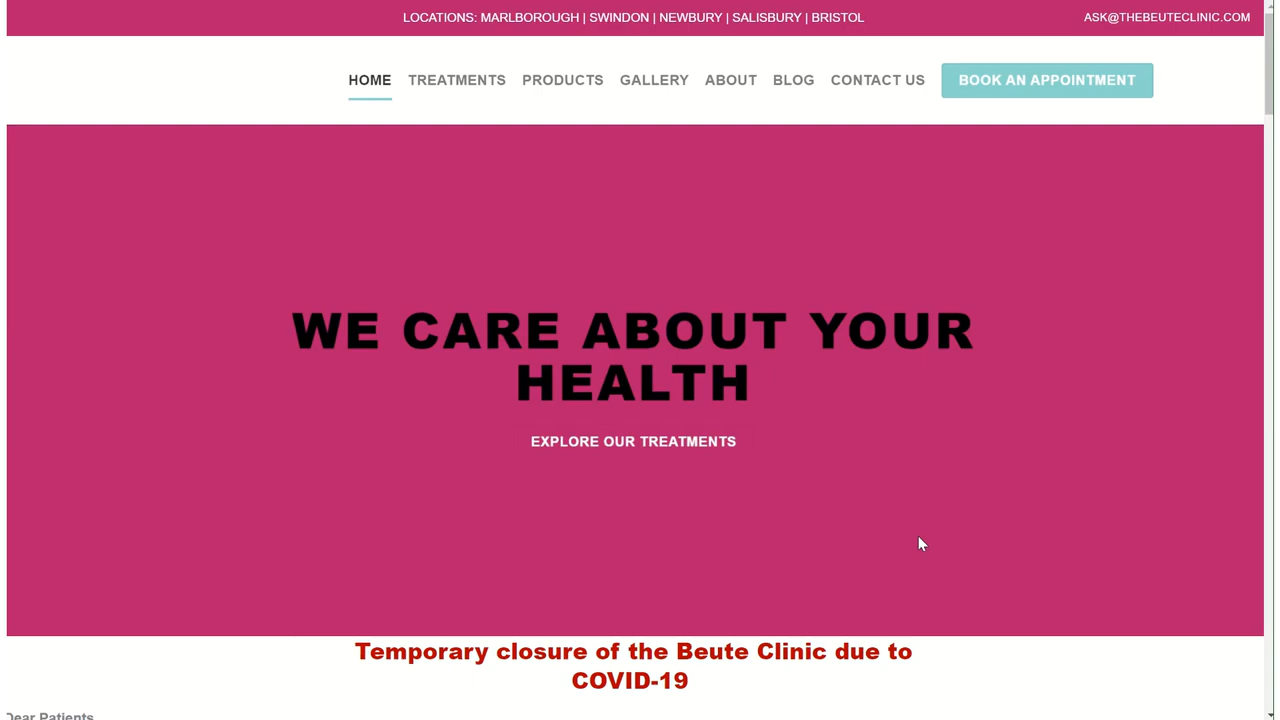 LOCATIONS: MARLBOROUGH | SWINDON | NEWBURY | SALISBURY | BRISTOL
ASK@THEBEUTECLINIC.COM
HOME TREATMENTS PRODUCTS GALLERY ABOUT BLOG CONTACT US BOOK AN APPOINTMENT
WE CARE ABOUT YOUR
HEALTH
EXPLORE OUR TREATMENTS
Temporary closure of the Beute Clinic due to
COVID-19
Dear Patients